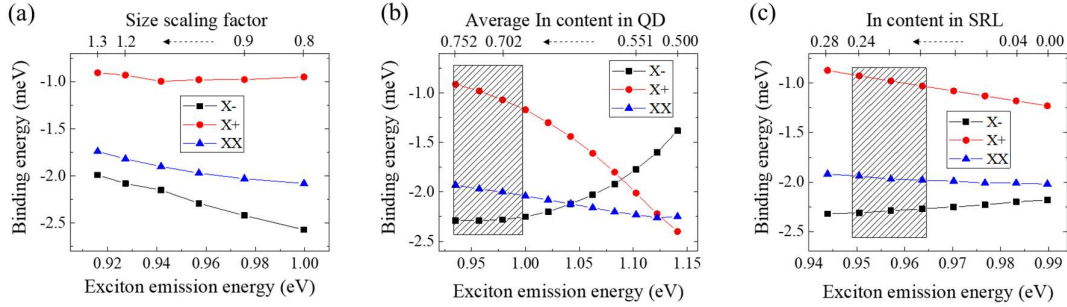 (a)
Size scaling factor
1.3 1.2 0.9 0.8
-1.0
-1.5
-2.0
-2.5
Binding energy (meV)
X-
X+
XX
0.92 0.94 0.96 0.98 1.00
Exciton emission energy (eV)
(b)
Average In content in QD
0.752 0.702 0.551 0.500
-1.0
-1.5
-2.0
-2.5
Binding energy (meV)
X-
X+
XX
0.95 1.00 1.05 1.10 1.15
Exciton emission energy (eV)
(c)
In content in SRL
0.28 0.24 0.04 0.00
-1.0
-1.5
-2.0
-2.5
Binding energy (meV)
X-
X+
XX
0.94 0.95 0.96 0.97 0.98 0.99
Exciton emission energy (eV)